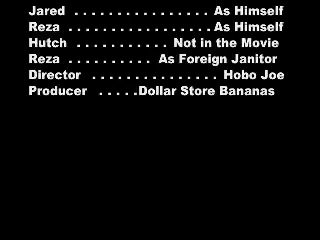 Jared . . . . . . . . . . . . . . . . As Himself
Reza . . . . . . . . . . . . . . . . . As Himself
Hutch . . . . . . . . . . . Not in the Movie
Reza . . . . . . . . . . As Foreign Janitor
Director . . . . . . . . . . . . . . . Hobo Joe
Producer . . . . .Dollar Store Bananas